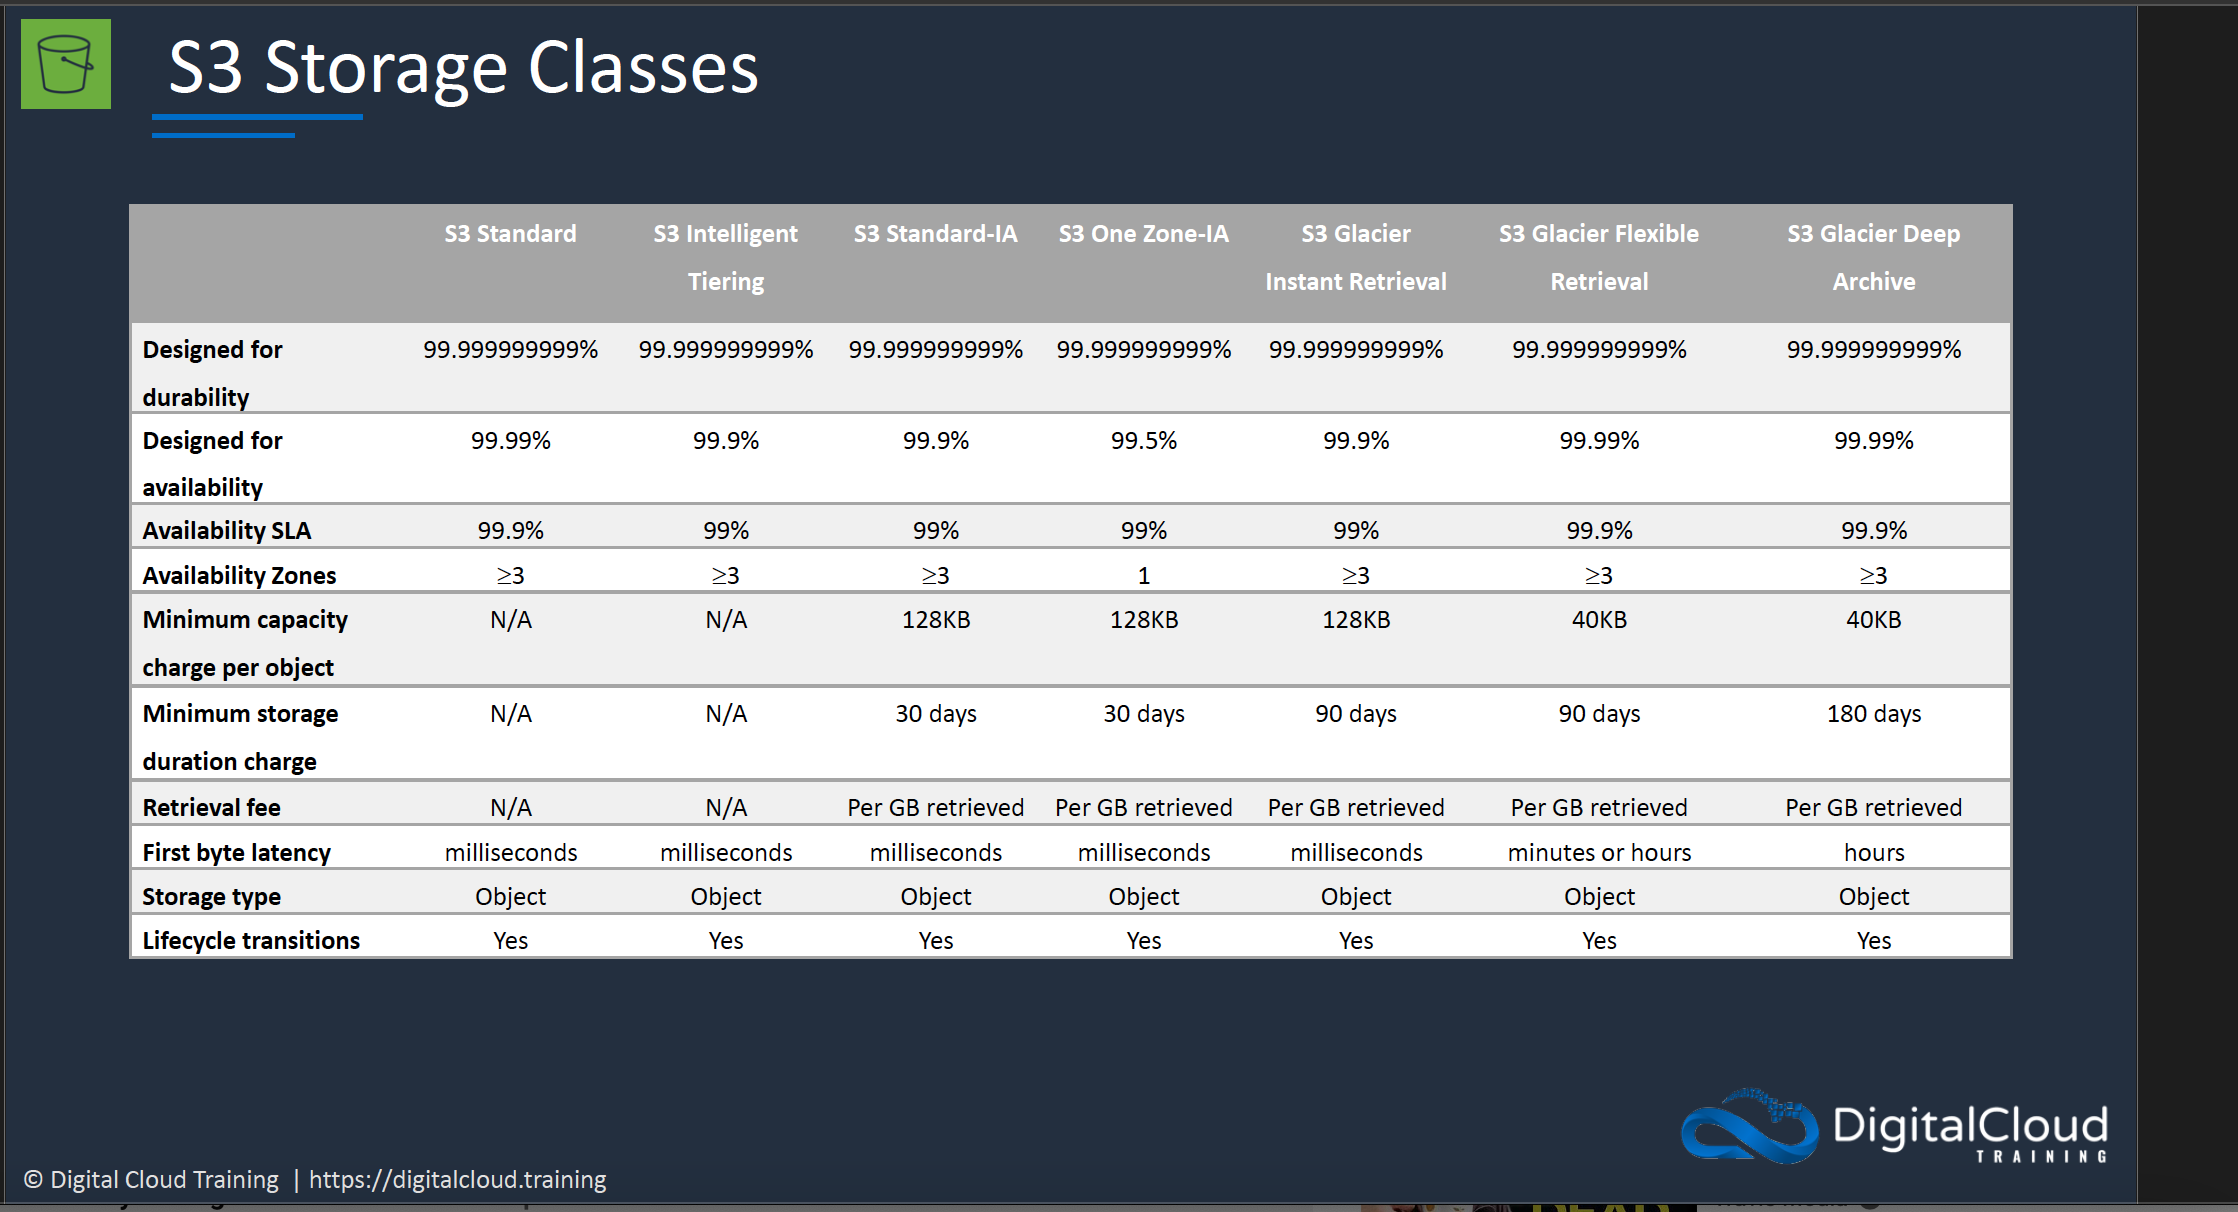 S3 Storage Classes
S3 Standard S3 Intelligent Tiering S3 Standard-IA S3 One Zone-IA S3 Glacier Instant Retrieval S3 Glacier Flexible Retrieval S3 Glacier Deep Archive
Designed for durability 99.999999999% 99.999999999% 99.999999999% 99.999999999% 99.999999999% 99.999999999% 99.999999999%
Designed for availability 99.99% 99.9% 99.9% 99.5% 99.9% 99.99% 99.99%
Availability SLA 99.9% 99% 99% 99% 99% 99.9% 99.9%
Availability Zones ≥3 ≥3 ≥3 1 ≥3 ≥3 ≥3
Minimum capacity charge per object N/A N/A 128KB 128KB 128KB 40KB 40KB
Minimum storage duration charge N/A N/A 30 days 30 days 90 days 90 days 180 days
Retrieval fee N/A N/A Per GB retrieved Per GB retrieved Per GB retrieved Per GB retrieved Per GB retrieved
First byte latency milliseconds milliseconds milliseconds milliseconds milliseconds minutes or hours hours
Storage type Object Object Object Object Object Object Object
Lifecycle transitions Yes Yes Yes Yes Yes Yes Yes
DigitalCloud
TRAINING
© Digital Cloud Training | https://digitalcloud.training